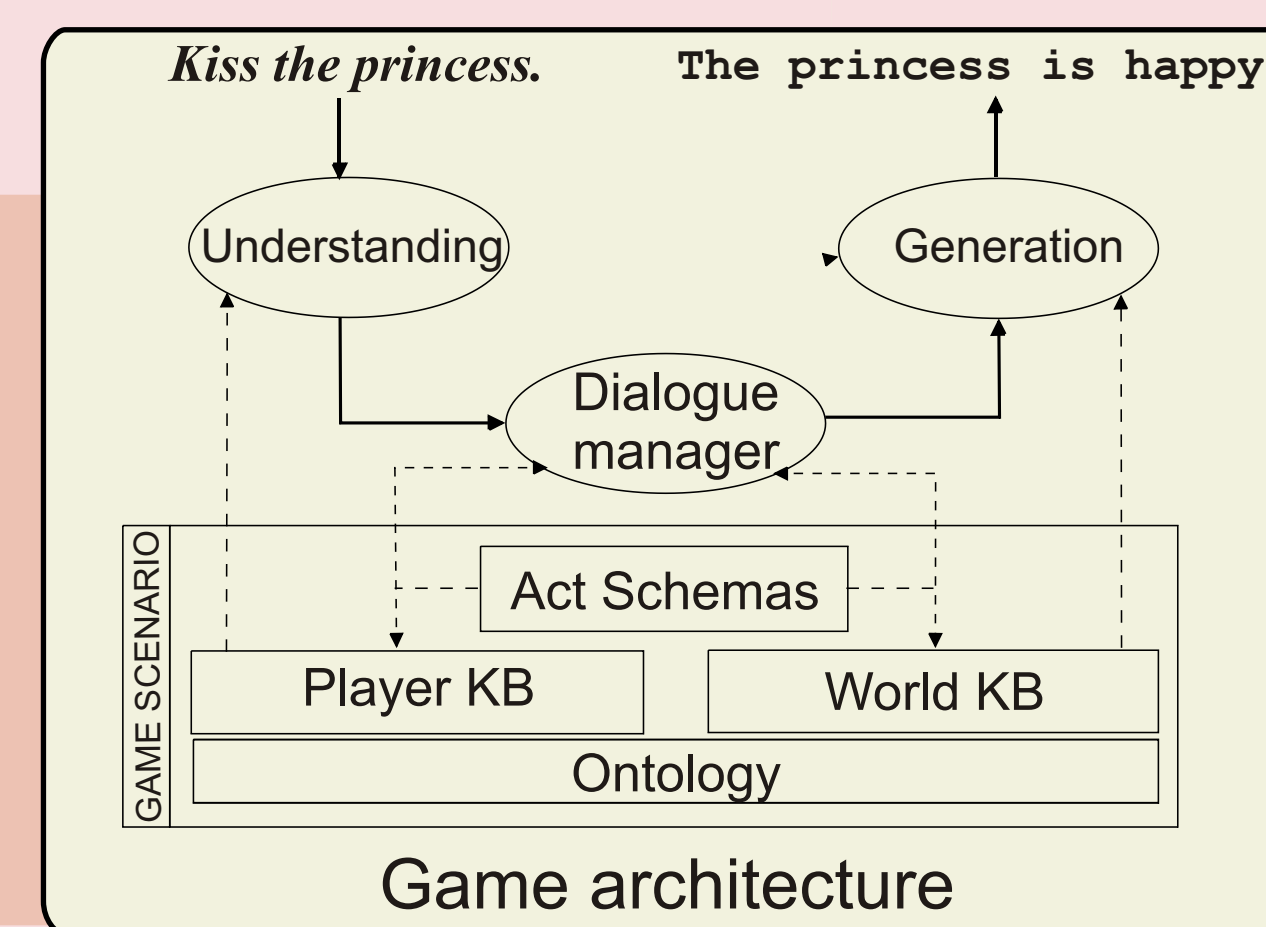 Kiss the princess.
The princess is happy
Understanding
Generation
Dialogue
manager
GAME SCENARIO
Act Schemas
Player KB
World KB
Ontology
Game architecture